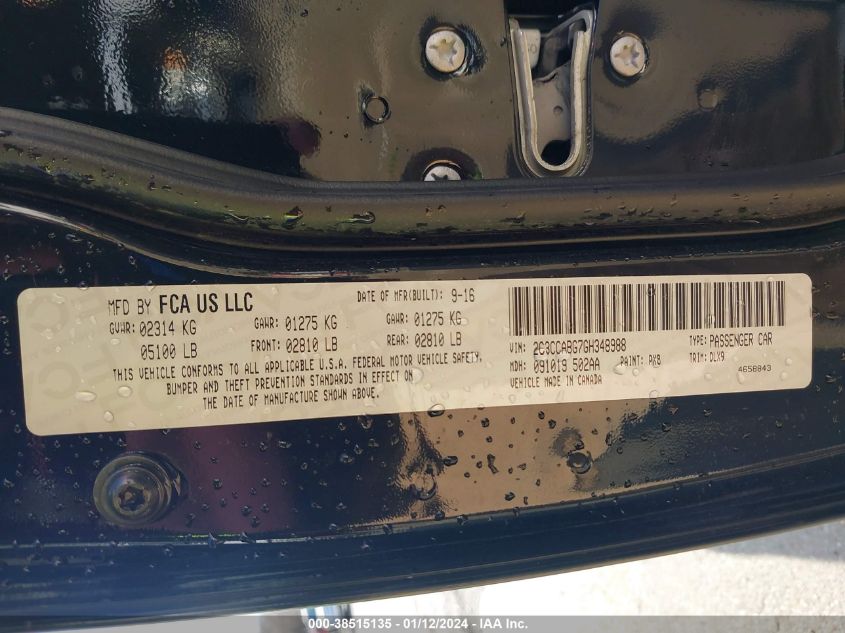 MFD BY FCA US LLC DATE OF MFR(BUILT): 9-16
GVWR: 02314 KG GAWR: 01275 KG GAWR: 01275 KG
05100 LB FRONT: 02810 LB REAR: 02810 LB
THIS VEHICLE CONFORMS TO ALL APPLICABLE U.S.A. FEDERAL MOTOR VEHICLE SAFETY,
BUMPER AND THEFT PREVENTION STANDARDS IN EFFECT ON
THE DATE OF MANUFACTURE SHOWN ABOVE.
VIN: 2C3CCABG7GH348988 TYPE: PASSENGER CAR
MDH: 091019 502AA PAINT: PX8 TRIM: DLX9
VEHICLE MADE IN CANADA 4658843
000-38515135 - 01/12/2024 - IAA Inc.